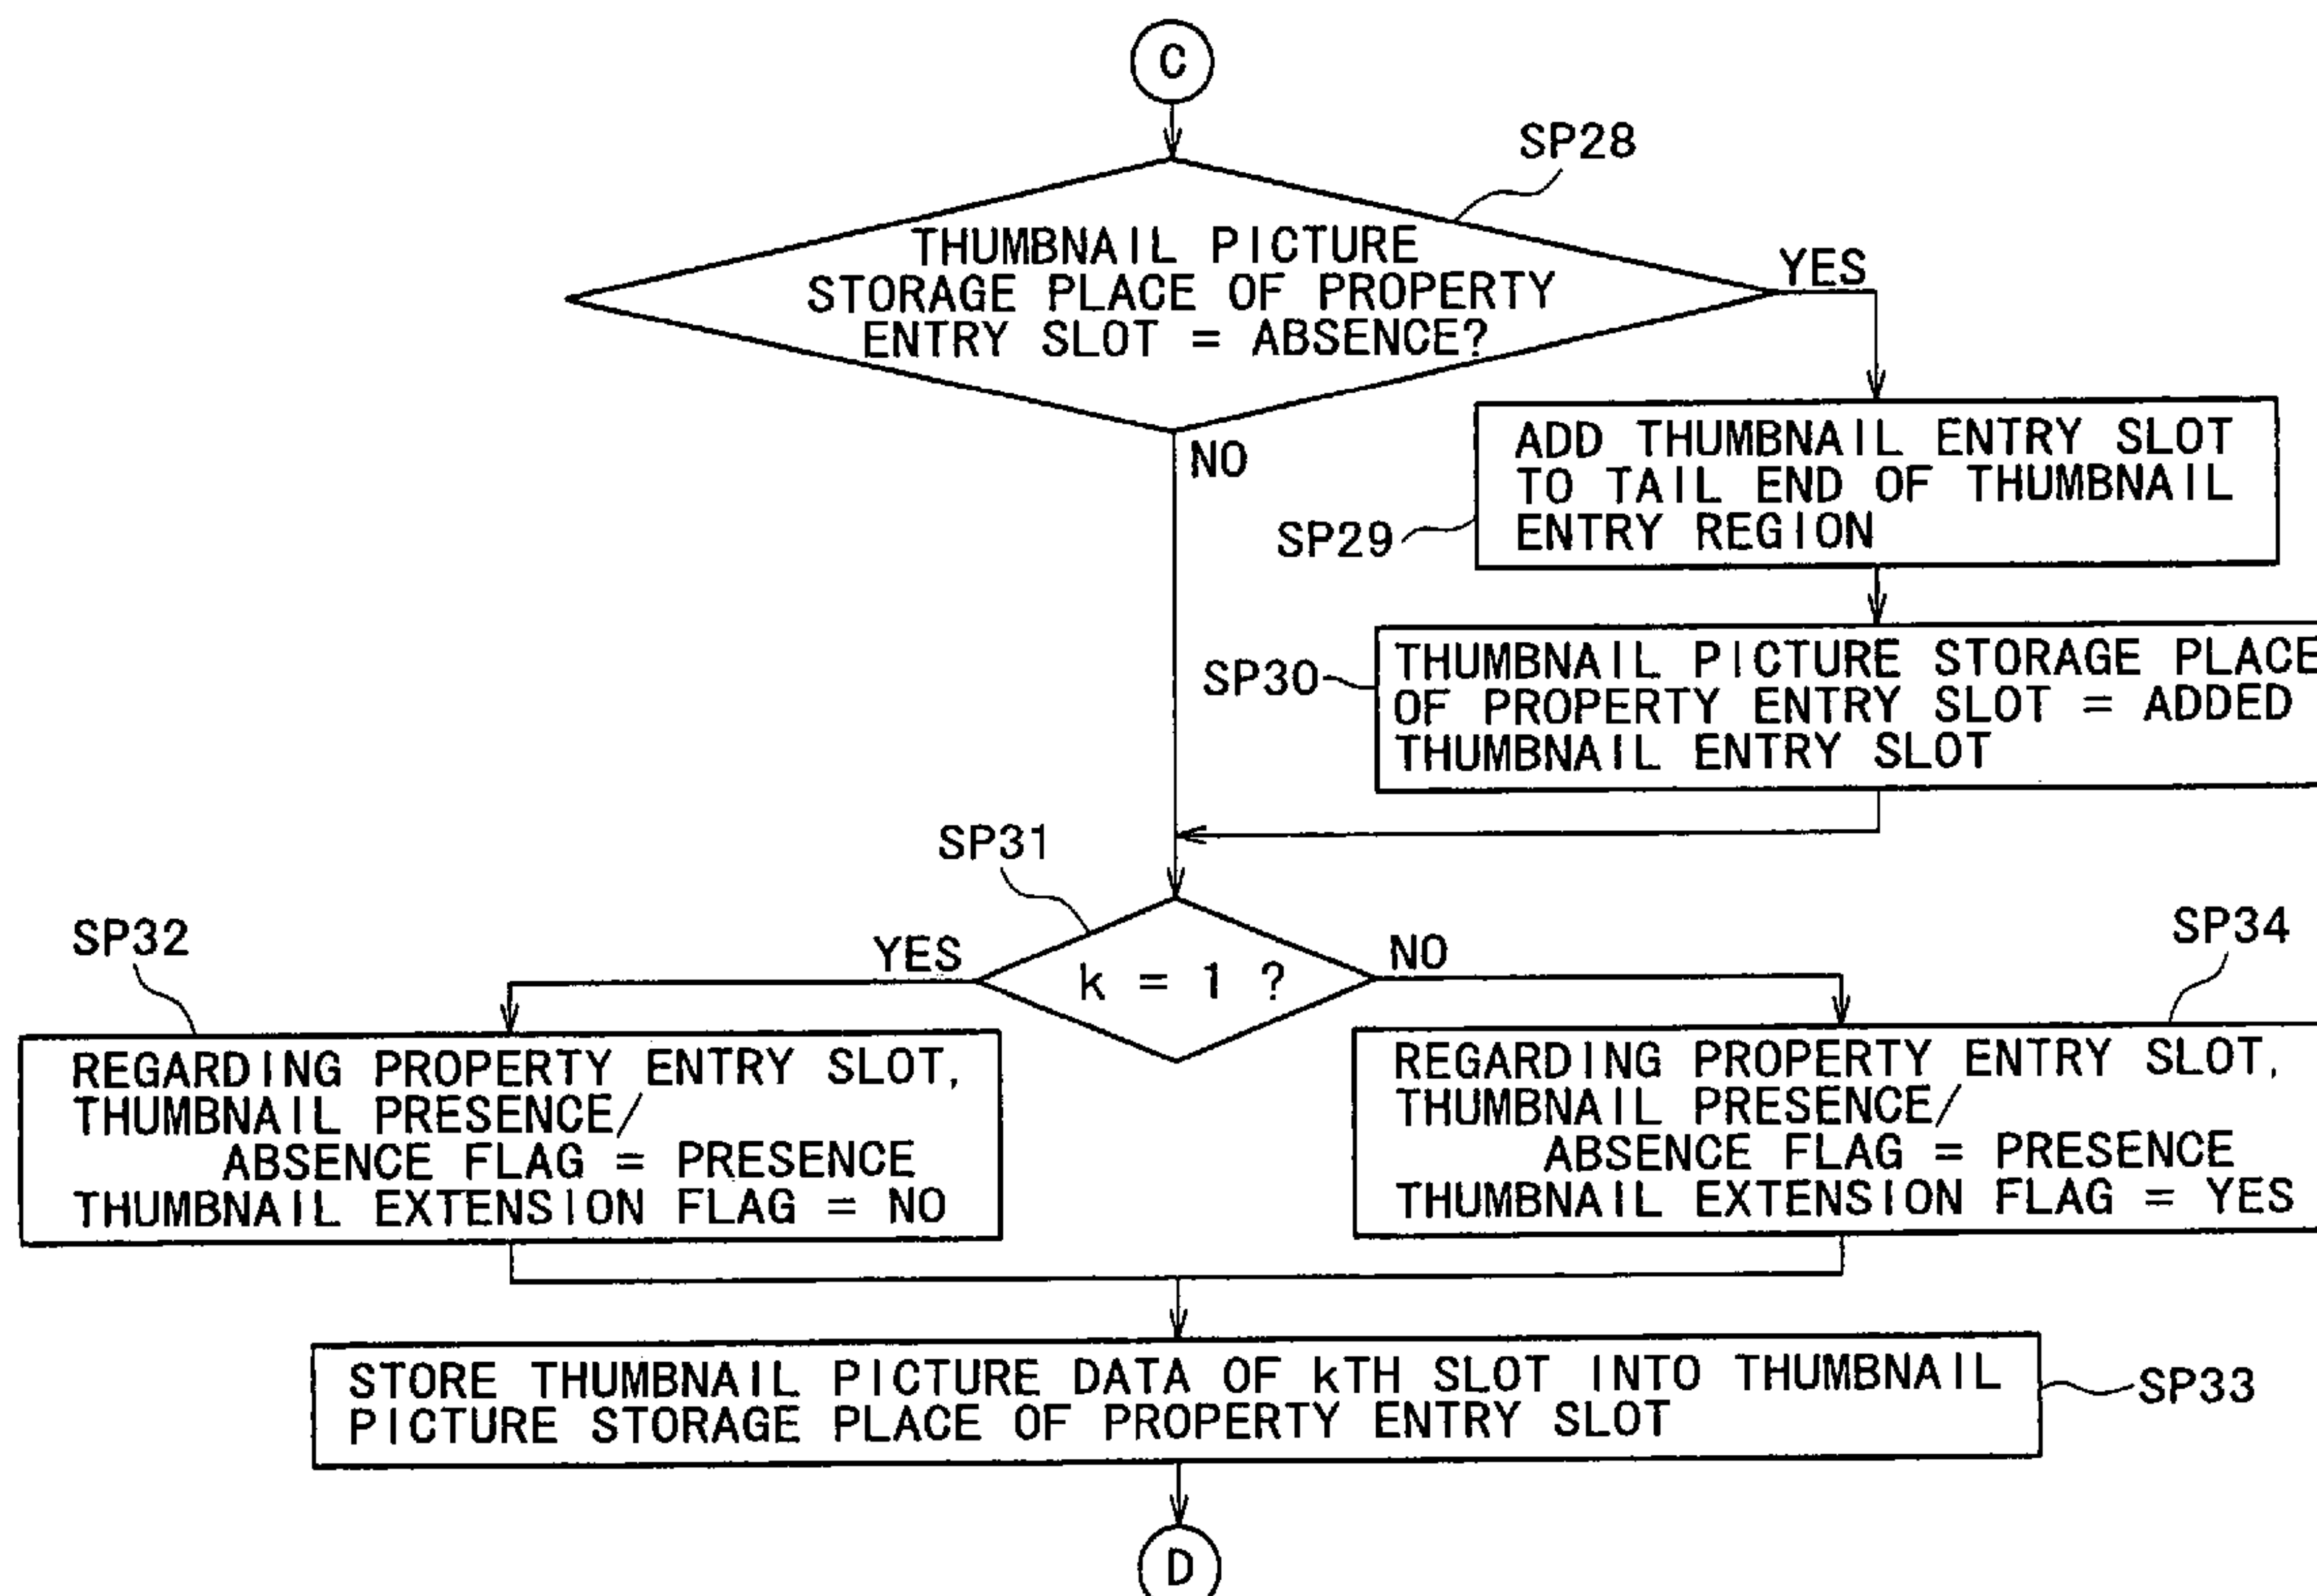 C
SP28
THUMBNAIL PICTURE
STORAGE PLACE OF PROPERTY
ENTRY SLOT = ABSENCE?
YES
NO
ADD THUMBNAIL ENTRY SLOT
TO TAIL END OF THUMBNAIL
ENTRY REGION
SP29
SP30
THUMBNAIL PICTURE STORAGE PLACE
OF PROPERTY ENTRY SLOT = ADDED
THUMBNAIL ENTRY SLOT
SP31
k = 1 ?
YES
NO
SP32
REGARDING PROPERTY ENTRY SLOT,
THUMBNAIL PRESENCE/
ABSENCE FLAG = PRESENCE
THUMBNAIL EXTENSION FLAG = NO
SP34
REGARDING PROPERTY ENTRY SLOT,
THUMBNAIL PRESENCE/
ABSENCE FLAG = PRESENCE
THUMBNAIL EXTENSION FLAG = YES
STORE THUMBNAIL PICTURE DATA OF kTH SLOT INTO THUMBNAIL
PICTURE STORAGE PLACE OF PROPERTY ENTRY SLOT
SP33
D